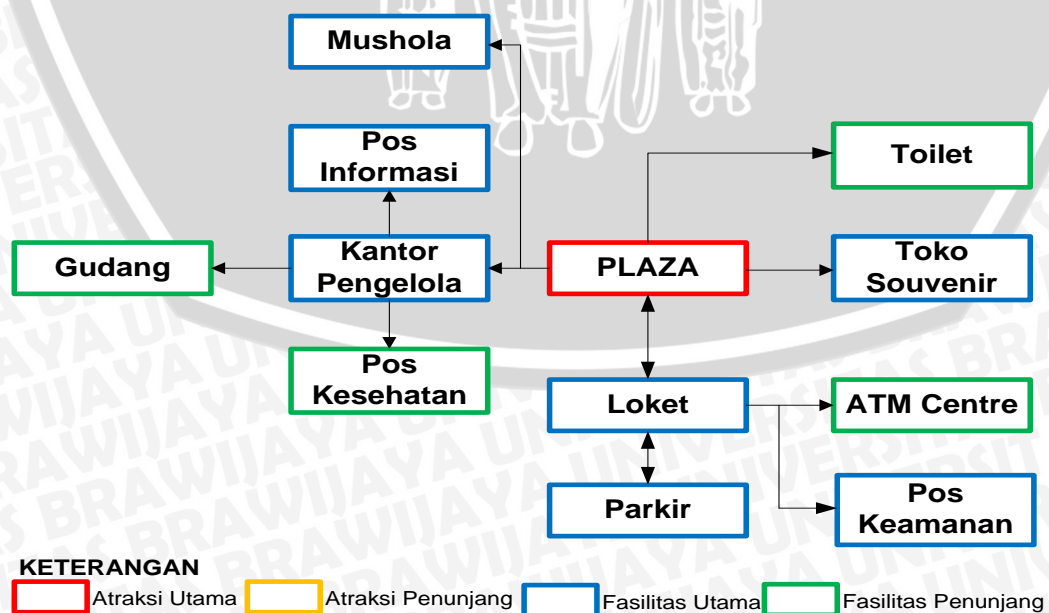 Mushola
Pos
Informasi
Toilet
Gudang
Kantor
Pengelola
PLAZA
Toko
Souvenir
Pos
Kesehatan
Loket
ATM Centre
Parkir
Pos
Keamanan
KETERANGAN
Atraksi Utama
Atraksi Penunjang
Fasilitas Utama
Fasilitas Penunjang